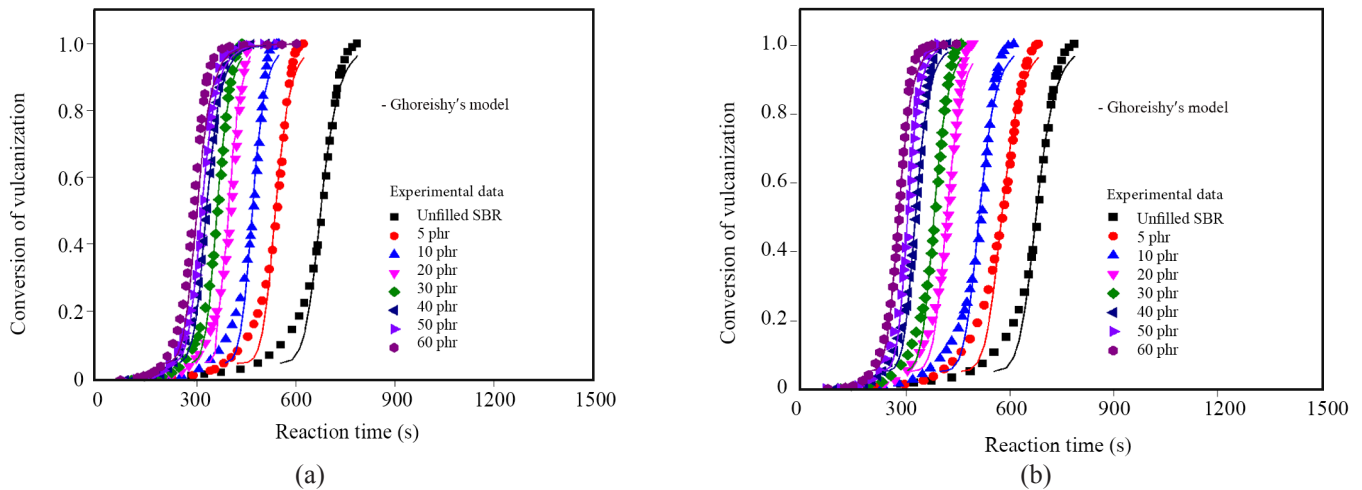 1.0
0.8
0.6
0.4
0.2
0
Conversion of vulcanization
- Ghoreishy's model
Experimental data
Unfilled SBR
5 phr
10 phr
20 phr
30 phr
40 phr
50 phr
60 phr
0 300 600 900 1200 1500
Reaction time (s)
(a)
1.0
0.8
0.6
0.4
0.2
0
Conversion of vulcanization
- Ghoreishy's model
Experimental data
Unfilled SBR
5 phr
10 phr
20 phr
30 phr
40 phr
50 phr
60 phr
0 300 600 900 1200 1500
Reaction time (s)
(b)